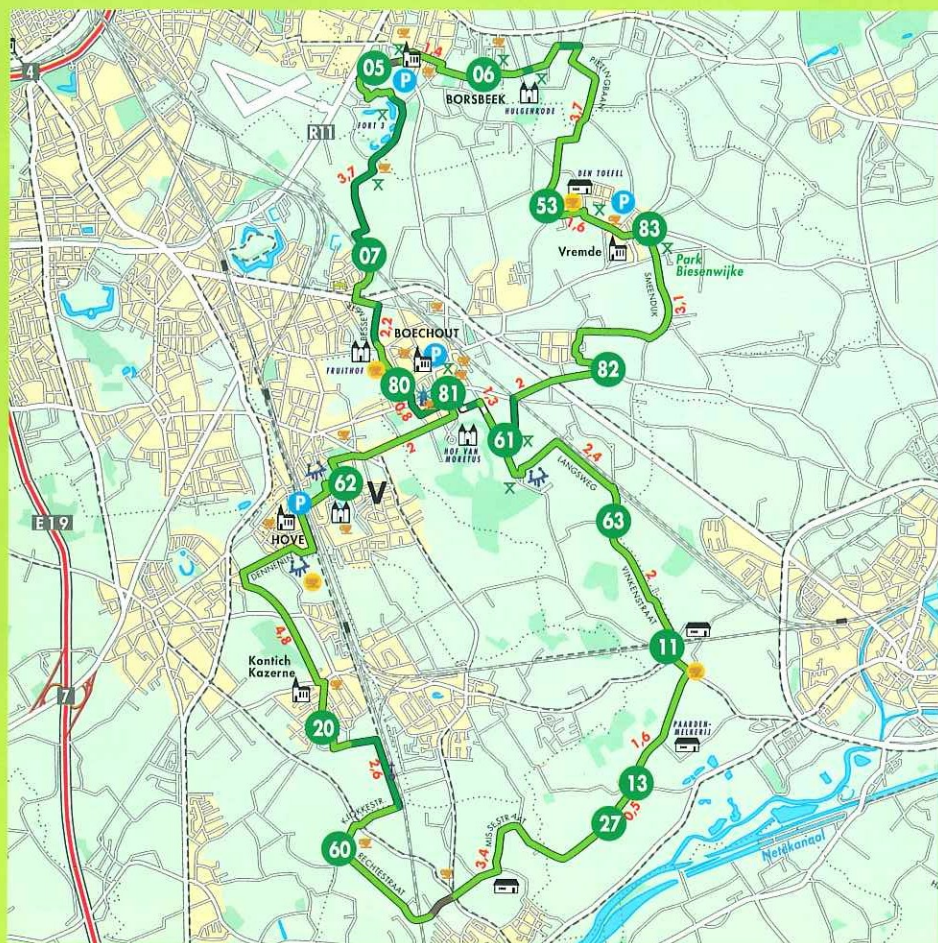 4
05
P
1,4
06
BORSBEEK
HULGENRODE
PIETINGBAAN
FORT 3
R11
3,7
3,7
DEN TOEFEL
53
P
1,6
83
Vremde
Park
Biesenwijke
07
SMEENDIJK
3,1
2,2
BOECHOUT
P
FRUITHOF
80
81
0,8
1,3
2
82
HOF VAN
MORETUS
61
2
2,4
LANGSWEG
62
V
P
HOVE
E19
63
2
VINKENSTRAAT
4,8
Kontich
Kazerne
11
7
20
2,6
PAARDEN-
MELKERIJ
1,6
13
0,5
27
60
RECHTESTRAAT
3,4
Netekanaal